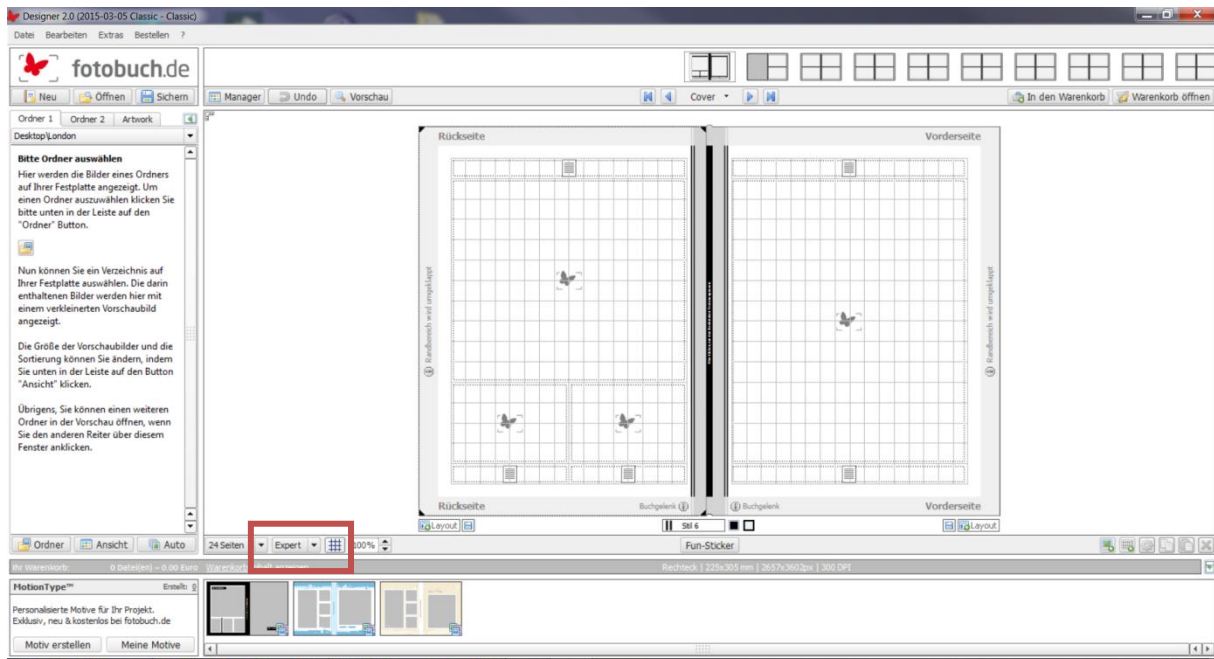 Designer 2.0 (2015-03-05 Classic - Classic)
Datei Bearbeiten Extras Bestellen ?
fotobuch.de
Neu Öffnen Sichern Manager Undo Vorschau Cover In den Warenkorb Warenkorb öffnen
Ordner 1 Ordner 2 Artwork
Desktop\London
Bitte Ordner auswählen
Hier werden die Bilder eines Ordners
auf Ihrer Festplatte angezeigt. Um
einen Ordner auszuwählen klicken Sie
bitte unten in der Leiste auf den
"Ordner" Button.
Nun können Sie ein Verzeichnis auf
Ihrer Festplatte auswählen. Die darin
enthaltenen Bilder werden hier mit
einem verkleinerten Vorschaubild
angezeigt.
Die Größe der Vorschaubilder und die
Sortierung können Sie ändern, indem
Sie unten in der Leiste auf den Button
"Ansicht" klicken.
Übrigens, Sie können einen weiteren
Ordner in der Vorschau öffnen, wenn
Sie den anderen Reiter über diesem
Fenster anklicken.
Rückseite Vorderseite
Randbereich wird umgeklappt
Randbereich wird umgeklappt
Rückseite Buchgelenk Buchgelenk Vorderseite
Layout Stil 6 Layout
Ordner Ansicht Auto 24 Seiten Expert 100% Fun-Sticker
Ihr Warenkorb: 0 Datei(en) – 0.00 Euro Warenkorbinhalt anzeigen Rechteck | 225x305 mm | 2657x3602px | 300 DPI
MotionType™ Erstellt: 0
Personalisierte Motive für Ihr Projekt.
Exklusiv, neu & kostenlos bei fotobuch.de
Motiv erstellen Meine Motive